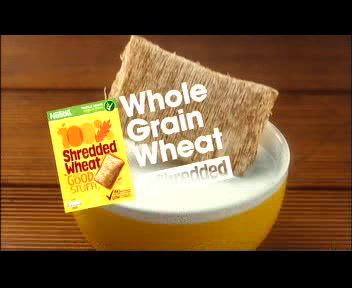 Nestlé
100%
Shredded
Wheat
GOOD
STUFF!
Whole
Grain
Wheat
Shredded